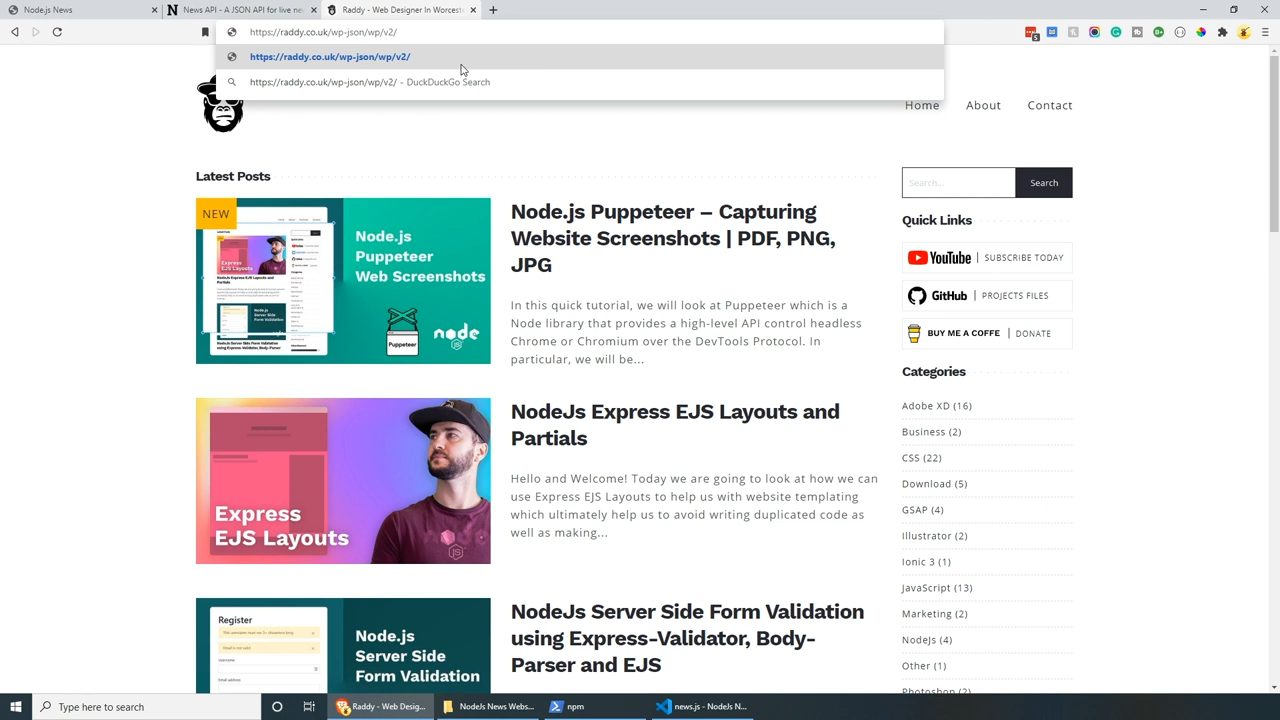 NodeJs News
News API - A JSON API for live ne
Raddy - Web Designer In Worcest
https://raddy.co.uk/wp-json/wp/v2/
https://raddy.co.uk/wp-json/wp/v2/
https://raddy.co.uk/wp-json/wp/v2/ - DuckDuckGo Search
Home About Contact
Latest Posts
NEW
Node.js
Puppeteer
Web Screenshots
Puppeteer
node
Node.js Puppeteer – Capturing
Website Screenshots | PDF, PNG,
JPG
In this quick tutorial, we will look at Puppeteer which is a
Node library that provides a high-level API control headless
Chrome or Chromium over the DevTools Protocol. In
particular, we will be...
Express
EJS Layouts
NodeJs Express EJS Layouts and
Partials
Hello and Welcome! Today we are going to look at how we can
use Express EJS Layouts to help us with website templating
which ultimately help us to avoid writing duplicated code as
well as making...
Register
Username
Email address
Node.js
Server Side
Form Validation
NodeJs Server Side Form Validation
using Express-Validator, Body-
Parser and EJS
Search...
Search
Quick Links
YouTube | SUBSCRIBE TODAY
GitHub | PROJECTS FILES
BUY ME A COFFE | DONATE
Categories
Adobe XD (16)
Business (2)
CSS (22)
Download (5)
GSAP (4)
Illustrator (2)
Ionic 3 (1)
JavaScript (13)
Marketing (2)
NodeJs (4)
Other (1)
Photoshop (2)
Type here to search
Raddy - Web Desig...
NodeJs News Webs...
npm
news.js - NodeJs N...